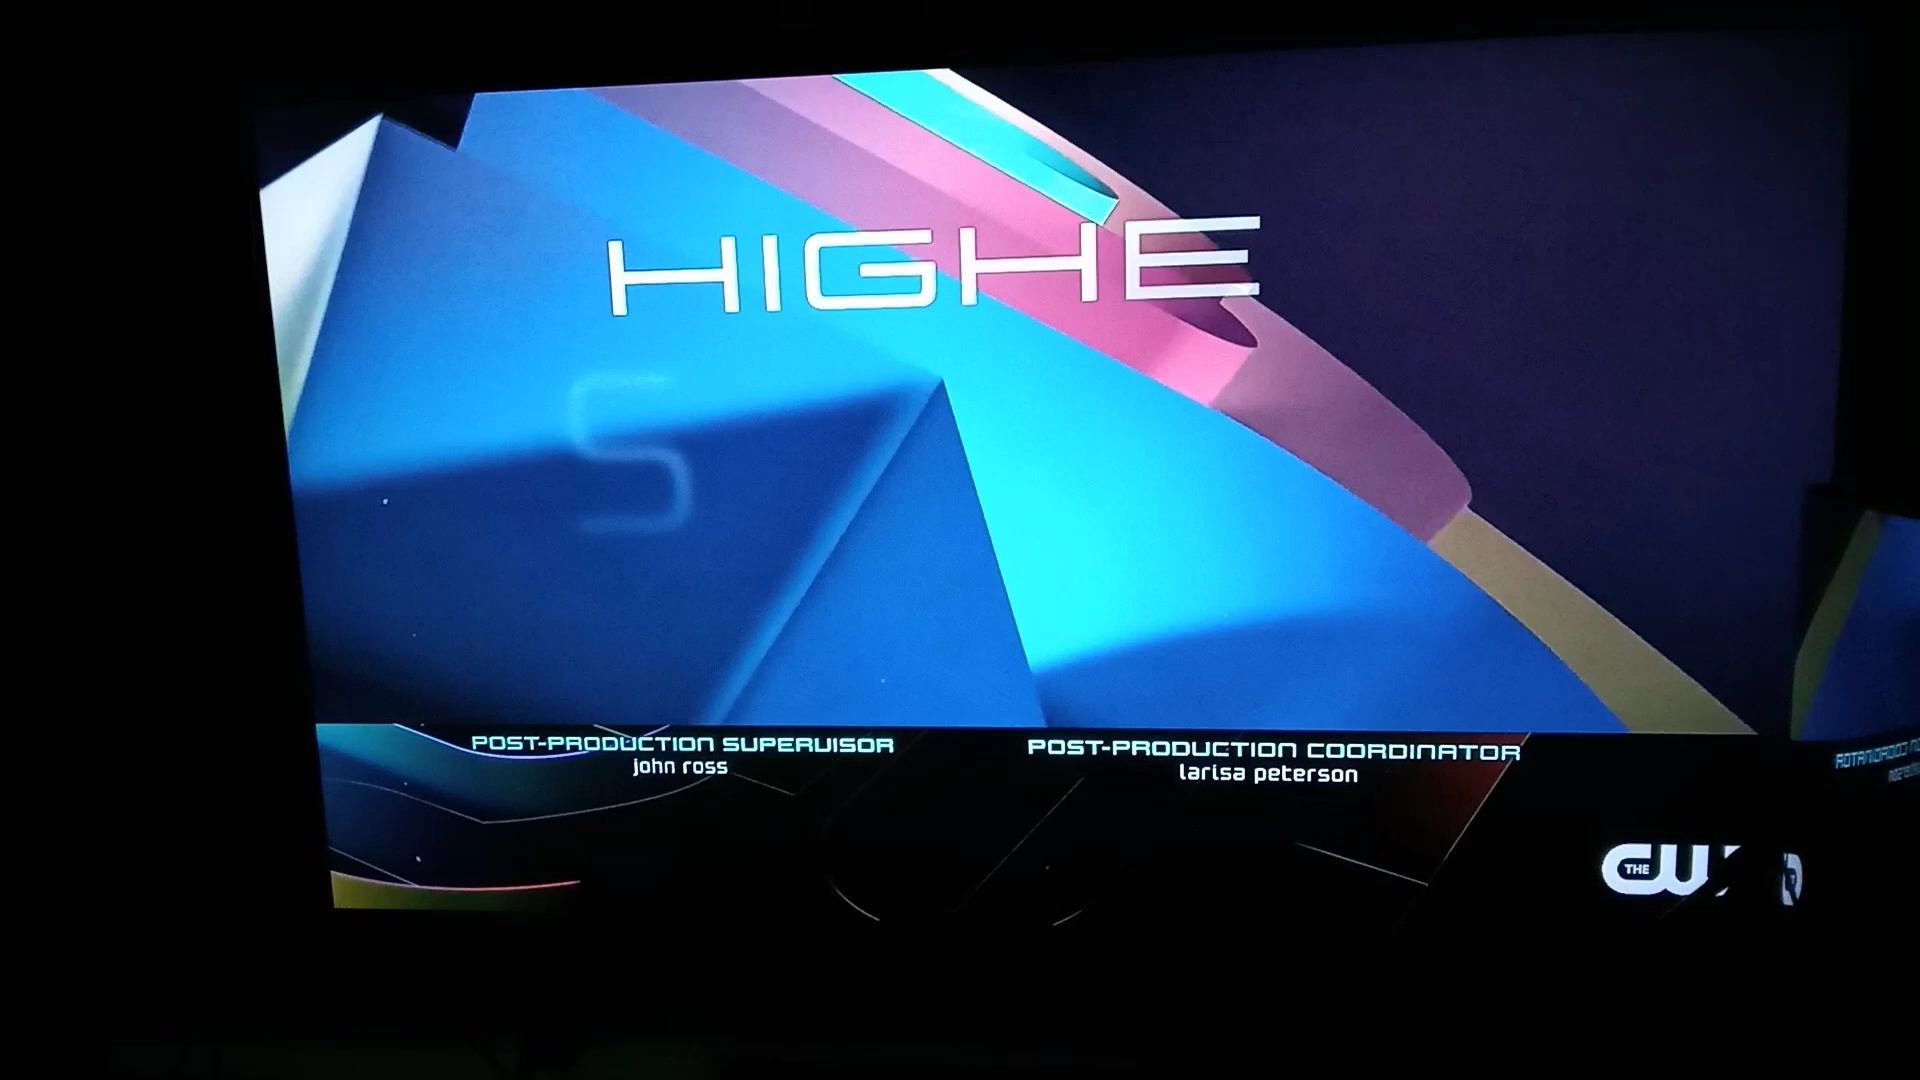 HIGHE
S
POST-PRODUCTION SUPERVISOR
john ross
POST-PRODUCTION COORDINATOR
larisa peterson
THE CW